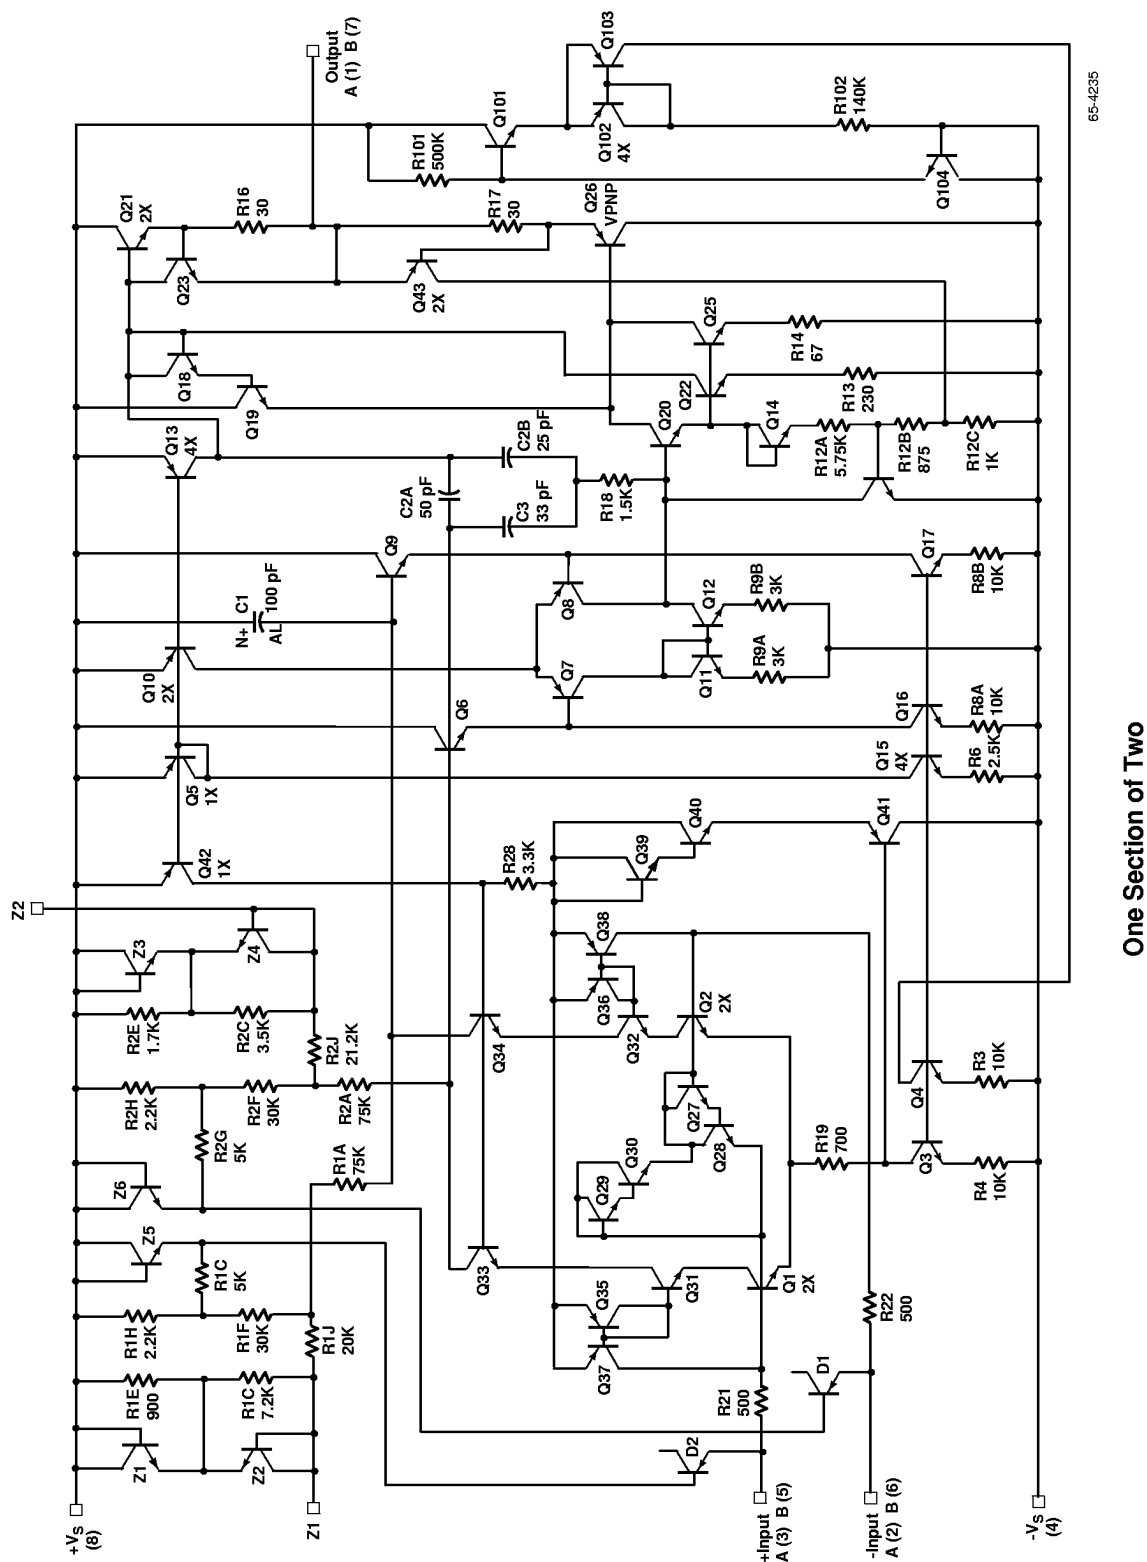 +VS
(8)
Z1
+Input
A (3) B (5)
-Input
A (2) B (6)
-VS
(4)
Z1
R1E
900
Z2
R1C
7.2K
R1H
2.2K
R1F
30K
R1J
20K
Z5
R1C
5K
Z6
R1A
75K
R2H
2.2K
R2G
5K
R2F
30K
R2A
75K
R2J
21.2K
R2E
1.7K
R2C
3.5K
Z3
Z4
Z2
D2
D1
R21
500
R22
500
Q37
Q35
Q31
Q33
Q1
2X
Q29
Q30
Q28
Q27
R19
700
Q3
R4
10K
Q4
R3
10K
Q34
Q32
Q2
2X
Q36
Q38
R28
3.3K
Q39
Q40
Q41
Q42
1X
Q5
1X
Q15
4X
R6
2.5K
Q6
Q16
R8A
10K
Q10
2X
Q7
Q11
R9A
3K
N+
C1
100 pF
AL
Q8
Q12
R9B
3K
Q9
Q17
R8B
10K
Q13
4X
C2A
50 pF
C3
33 pF
C2B
25 pF
R18
1.5K
Q19
Q18
Q20
Q14
R12A
5.75K
R12B
875
R12C
1K
Q22
R13
230
Q25
R14
67
Q21
2X
Q23
R16
30
Q43
2X
R17
30
Q26
VPNP
Output
A (1) B (7)
R101
500K
Q101
Q102
4X
Q103
R102
140K
Q104
65-4235
One Section of Two